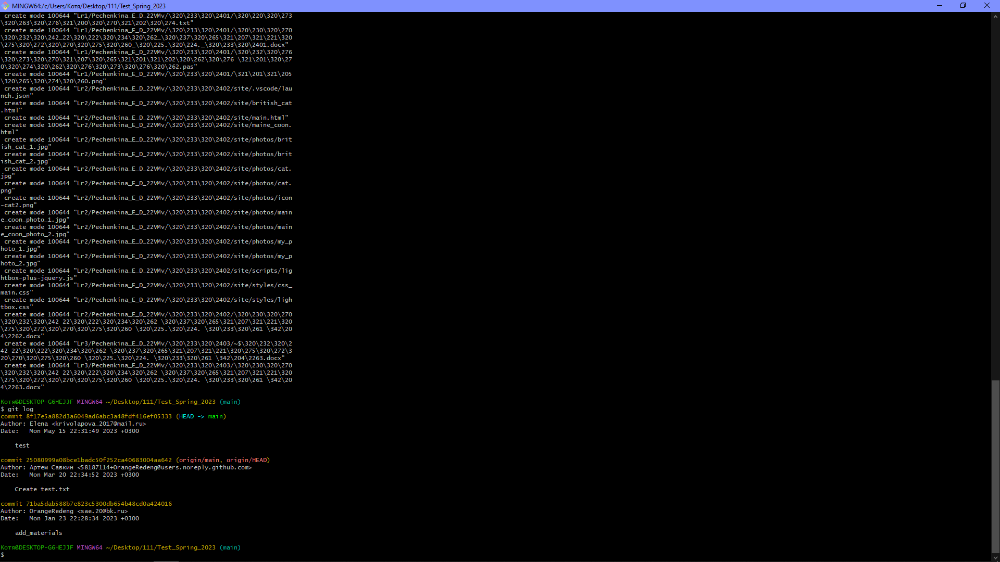 MINGW64:/c/Users/Котя/Desktop/111/Test_Spring_2023
 create mode 100644 "Lr1/Pechenkina_E_D_22VMv/\320\233\320\2401/\320\220\320\273
\320\263\320\276\321\200\320\270\321\202\320\274.txt"
 create mode 100644 "Lr1/Pechenkina_E_D_22VMv/\320\233\320\2401/\320\230\320\270
\320\232\320\242_22\320\222\320\234\320\262_\320\237\320\265\321\207\321\221\320
\275\320\272\320\270\320\275\320\260_\320\225.\320\224._\320\233\320\2401.docx"
 create mode 100644 "Lr1/Pechenkina_E_D_22VMv/\320\233\320\2401/\320\232\320\276
\320\273\320\270\321\207\320\265\321\201\321\202\320\262\320\276 \321\201\320\27
0\320\274\320\262\320\276\320\273\320\276\320\262.pas"
 create mode 100644 "Lr1/Pechenkina_E_D_22VMv/\320\233\320\2401/\321\201\321\205
\320\265\320\274\320\260.png"
 create mode 100644 "Lr2/Pechenkina_E_D_22VMv/\320\233\320\2402/site/.vscode/lau
nch.json"
 create mode 100644 "Lr2/Pechenkina_E_D_22VMv/\320\233\320\2402/site/british_cat
.html"
 create mode 100644 "Lr2/Pechenkina_E_D_22VMv/\320\233\320\2402/site/main.html"
 create mode 100644 "Lr2/Pechenkina_E_D_22VMv/\320\233\320\2402/site/maine_coon.
html"
 create mode 100644 "Lr2/Pechenkina_E_D_22VMv/\320\233\320\2402/site/photos/brit
ish_cat_1.jpg"
 create mode 100644 "Lr2/Pechenkina_E_D_22VMv/\320\233\320\2402/site/photos/brit
ish_cat_2.jpg"
 create mode 100644 "Lr2/Pechenkina_E_D_22VMv/\320\233\320\2402/site/photos/cat.
jpg"
 create mode 100644 "Lr2/Pechenkina_E_D_22VMv/\320\233\320\2402/site/photos/cat.
png"
 create mode 100644 "Lr2/Pechenkina_E_D_22VMv/\320\233\320\2402/site/photos/icon
-cat2.png"
 create mode 100644 "Lr2/Pechenkina_E_D_22VMv/\320\233\320\2402/site/photos/main
e_coon_photo_1.jpg"
 create mode 100644 "Lr2/Pechenkina_E_D_22VMv/\320\233\320\2402/site/photos/main
e_coon_photo_2.jpg"
 create mode 100644 "Lr2/Pechenkina_E_D_22VMv/\320\233\320\2402/site/photos/my_p
hoto_1.jpg"
 create mode 100644 "Lr2/Pechenkina_E_D_22VMv/\320\233\320\2402/site/photos/my_p
hoto_2.jpg"
 create mode 100644 "Lr2/Pechenkina_E_D_22VMv/\320\233\320\2402/site/scripts/lig
htbox-plus-jquery.js"
 create mode 100644 "Lr2/Pechenkina_E_D_22VMv/\320\233\320\2402/site/styles/css_
main.css"
 create mode 100644 "Lr2/Pechenkina_E_D_22VMv/\320\233\320\2402/site/styles/ligh
tbox.css"
 create mode 100644 "Lr2/Pechenkina_E_D_22VMv/\320\233\320\2402/\320\230\320\270
\320\232\320\242 22\320\222\320\234\320\262 \320\237\320\265\321\207\321\221\320
\275\320\272\320\270\320\275\320\260 \320\225.\320\224. \320\233\320\261 \342\20
4\2262.docx"
 create mode 100644 "Lr3/Pechenkina_E_D_22VMv/\320\233\320\2403/~$\320\232\320\2
42 22\320\222\320\234\320\262 \320\237\320\265\321\207\321\221\320\275\320\272\3
20\270\320\275\320\260 \320\225.\320\224. \320\233\320\261 \342\204\2263.docx"
 create mode 100644 "Lr3/Pechenkina_E_D_22VMv/\320\233\320\2403/\320\230\320\270
\320\232\320\242 22\320\222\320\234\320\262 \320\237\320\265\321\207\321\221\320
\275\320\272\320\270\320\275\320\260 \320\225.\320\224. \320\233\320\261 \342\20
4\2263.docx"
Котя@DESKTOP-G6HEJJF MINGW64 ~/Desktop/111/Test_Spring_2023 (main)
$ git log
commit 8f17e5a882d3a6049ad6abc3a48fdf416ef05333 (HEAD -> main)
Author: Elena <krivolapova_2017@mail.ru>
Date:   Mon May 15 22:31:49 2023 +0300
    test
commit 25080999a08bce1badc50f252ca40683004aa642 (origin/main, origin/HEAD)
Author: Артем Савкин <58187114+OrangeRedeng@users.noreply.github.com>
Date:   Mon Mar 20 22:34:52 2023 +0300
    Create test.txt
commit 71ba5dab588b7e823c5300db654b48cd0a424016
Author: OrangeRedeng <sae.20@bk.ru>
Date:   Mon Jan 23 22:28:34 2023 +0300
    add_materials
Котя@DESKTOP-G6HEJJF MINGW64 ~/Desktop/111/Test_Spring_2023 (main)
$